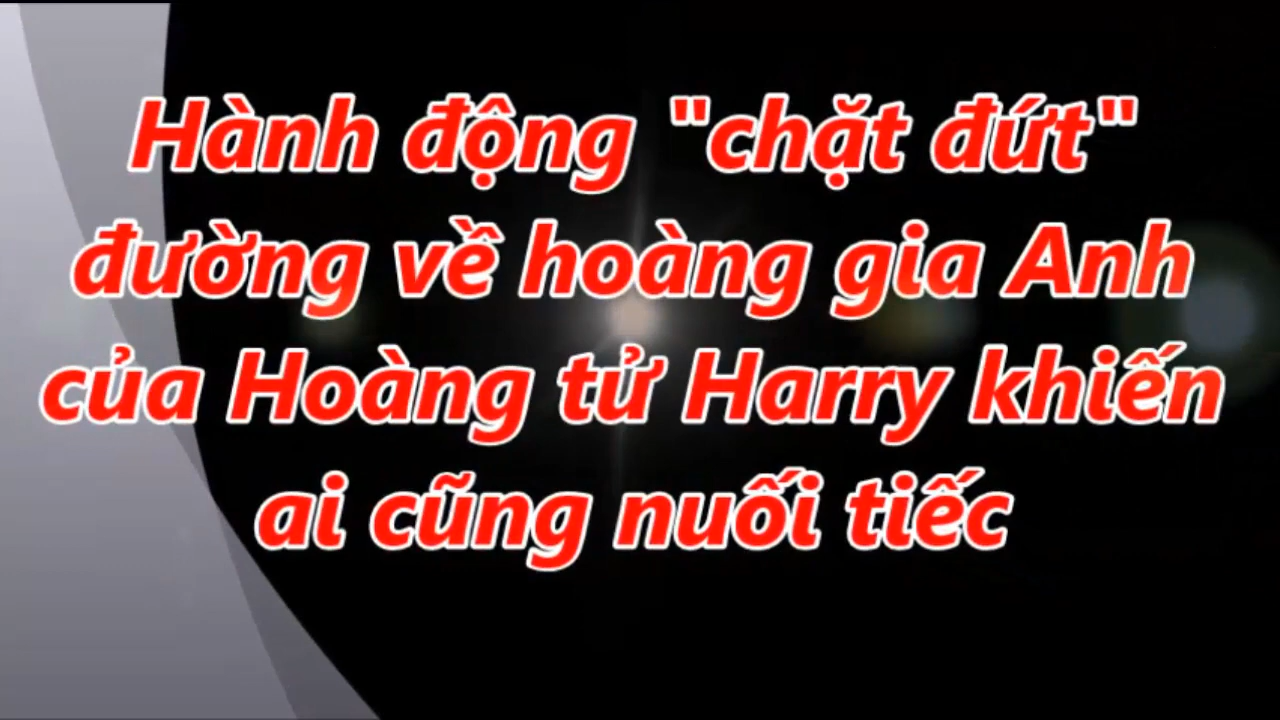 Hành động "chặt đứt"
đường về hoàng gia Anh
của Hoàng tử Harry khiến
ai cũng nuối tiếc